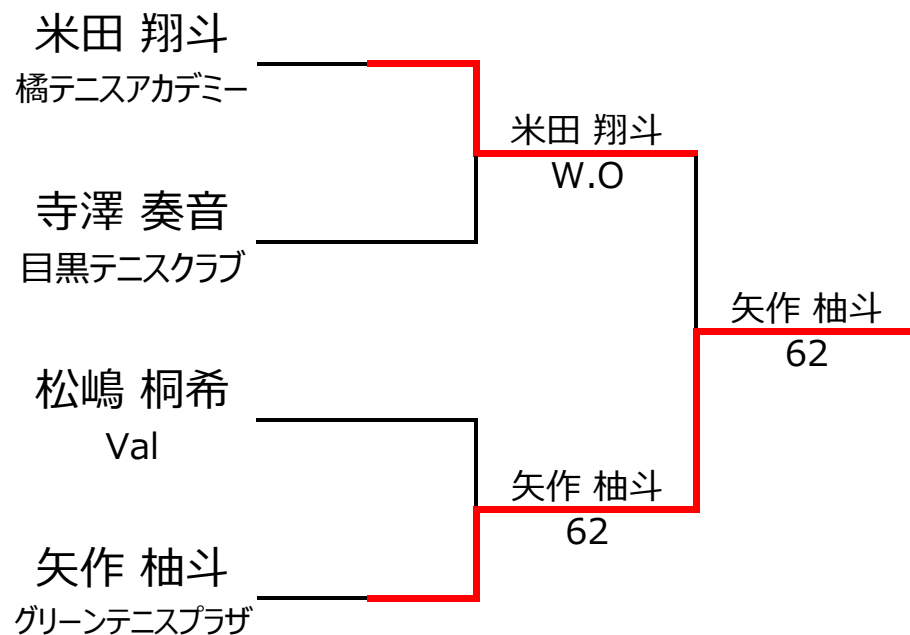 米田 翔斗
橘テニスアカデミー
米田 翔斗
W.O
寺澤 奏音
目黒テニスクラブ
矢作 柚斗
62
松嶋 桐希
Val
矢作 柚斗
62
矢作 柚斗
グリーンテニスプラザ